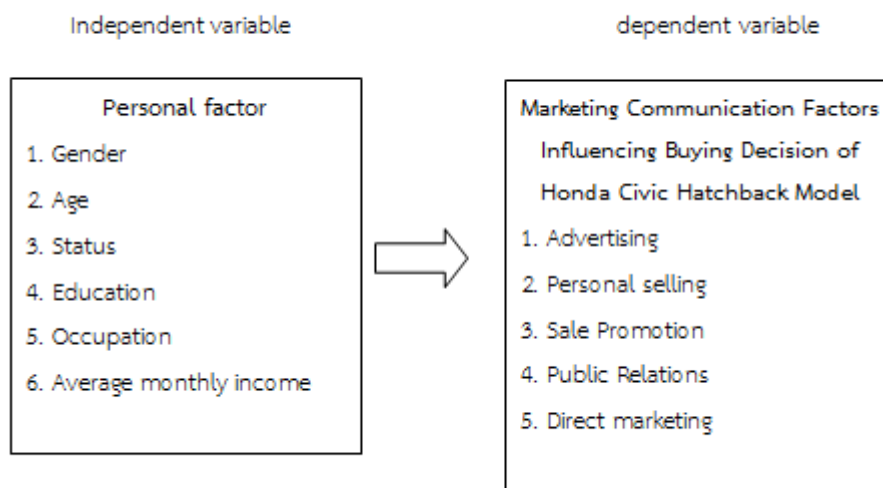 Independent variable
dependent variable
Personal factor
1. Gender
2. Age
3. Status
4. Education
5. Occupation
6. Average monthly income
Marketing Communication Factors
Influencing Buying Decision of
Honda Civic Hatchback Model
1. Advertising
2. Personal selling
3. Sale Promotion
4. Public Relations
5. Direct marketing